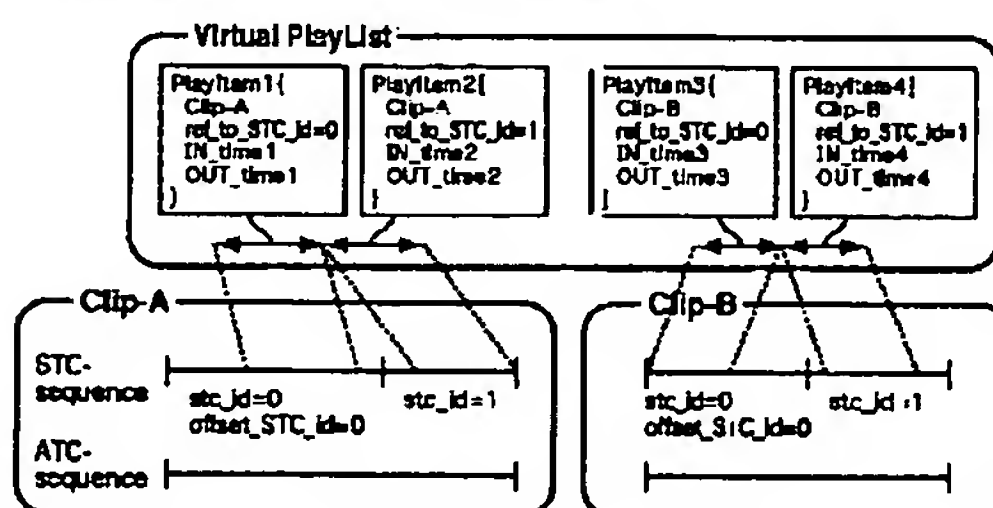 Virtual PlayList
PlayItem1{
Clip-A
ref_to_STC_id=0
IN_time1
OUT_time1
}
PlayItem2{
Clip-A
ref_to_STC_id=1
IN_time2
OUT_time2
}
PlayItem3{
Clip-B
ref_to_STC_id=0
IN_time3
OUT_time3
}
PlayItem4{
Clip-B
ref_to_STC_id=1
IN_time4
OUT_time4
}
Clip-A
STC-
sequence
stc_id=0
stc_id=1
offset_STC_id=0
ATC-
sequence
Clip-B
stc_id=0
stc_id=1
offset_STC_id=0